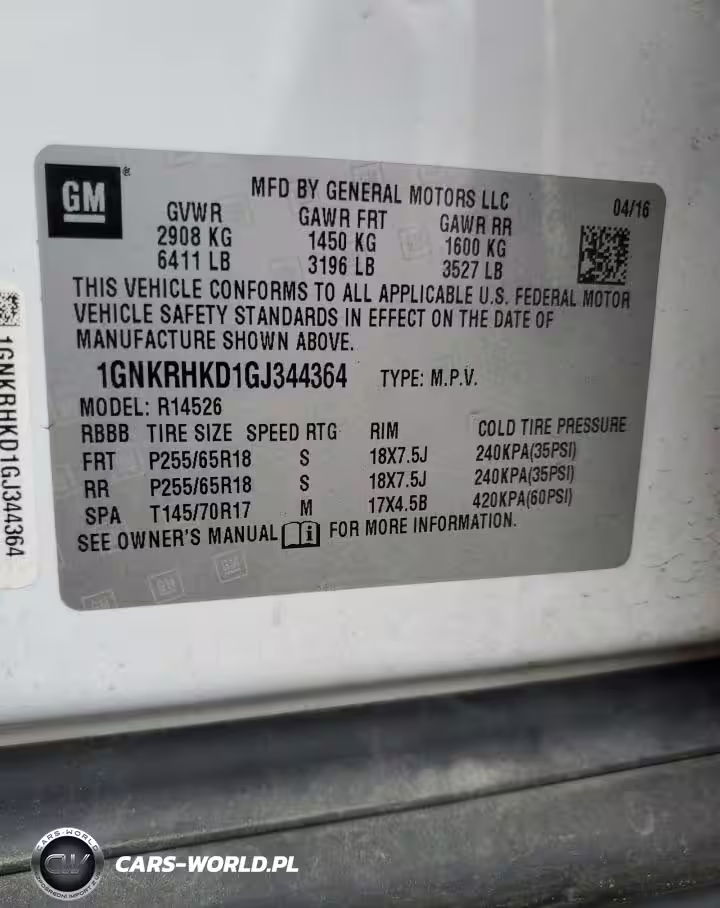 GM
MFD BY GENERAL MOTORS LLC
04/16
GVWR GAWR FRT GAWR RR
2908 KG 1450 KG 1600 KG
6411 LB 3196 LB 3527 LB
THIS VEHICLE CONFORMS TO ALL APPLICABLE U.S. FEDERAL MOTOR
VEHICLE SAFETY STANDARDS IN EFFECT ON THE DATE OF
MANUFACTURE SHOWN ABOVE.
1GNKRHKD1GJ344364 TYPE: M.P.V.
MODEL: R14526
RBBB TIRE SIZE SPEED RTG RIM COLD TIRE PRESSURE
FRT P255/65R18 S 18X7.5J 240KPA(35PSI)
RR P255/65R18 S 18X7.5J 240KPA(35PSI)
SPA T145/70R17 M 17X4.5B 420KPA(60PSI)
SEE OWNER'S MANUAL i FOR MORE INFORMATION.
1GNKRHKD1GJ344364
CARS-WORLD
CW
CARS-WORLD.PL